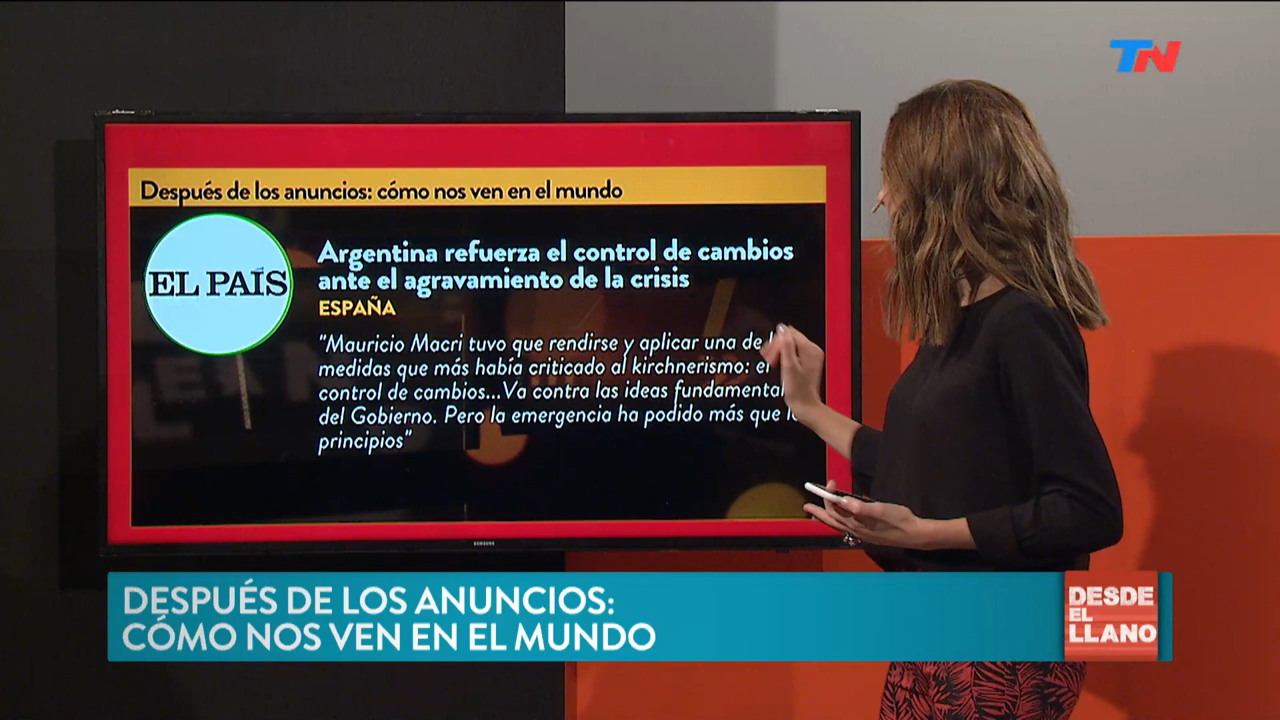 TN
Después de los anuncios: cómo nos ven en el mundo
EL PAÍS
Argentina refuerza el control de cambios
ante el agravamiento de la crisis
ESPAÑA
"Mauricio Macri tuvo que rendirse y aplicar una de
medidas que más había criticado al kirchnerismo: el
control de cambios...Va contra las ideas
del Gobierno. Pero la emergencia ha podido más que
principios"
SAMSUNG
DESPUÉS DE LOS ANUNCIOS:
CÓMO NOS VEN EN EL MUNDO
DESDE
EL
LLANO